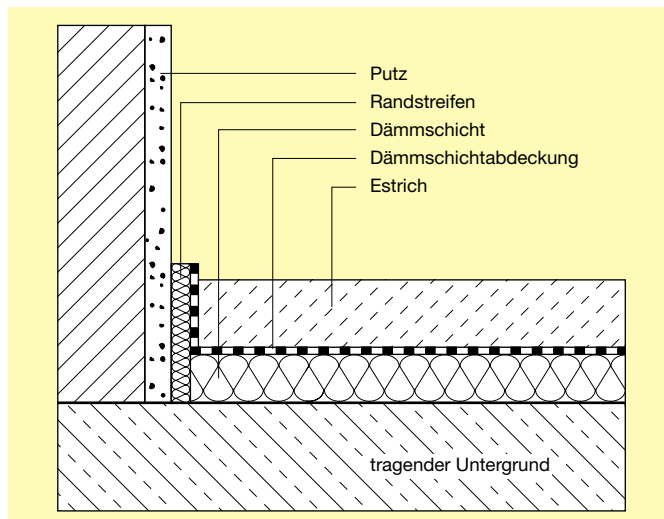 Putz
Randstreifen
Dämmschicht
Dämmschichtabdeckung
Estrich
tragender Untergrund